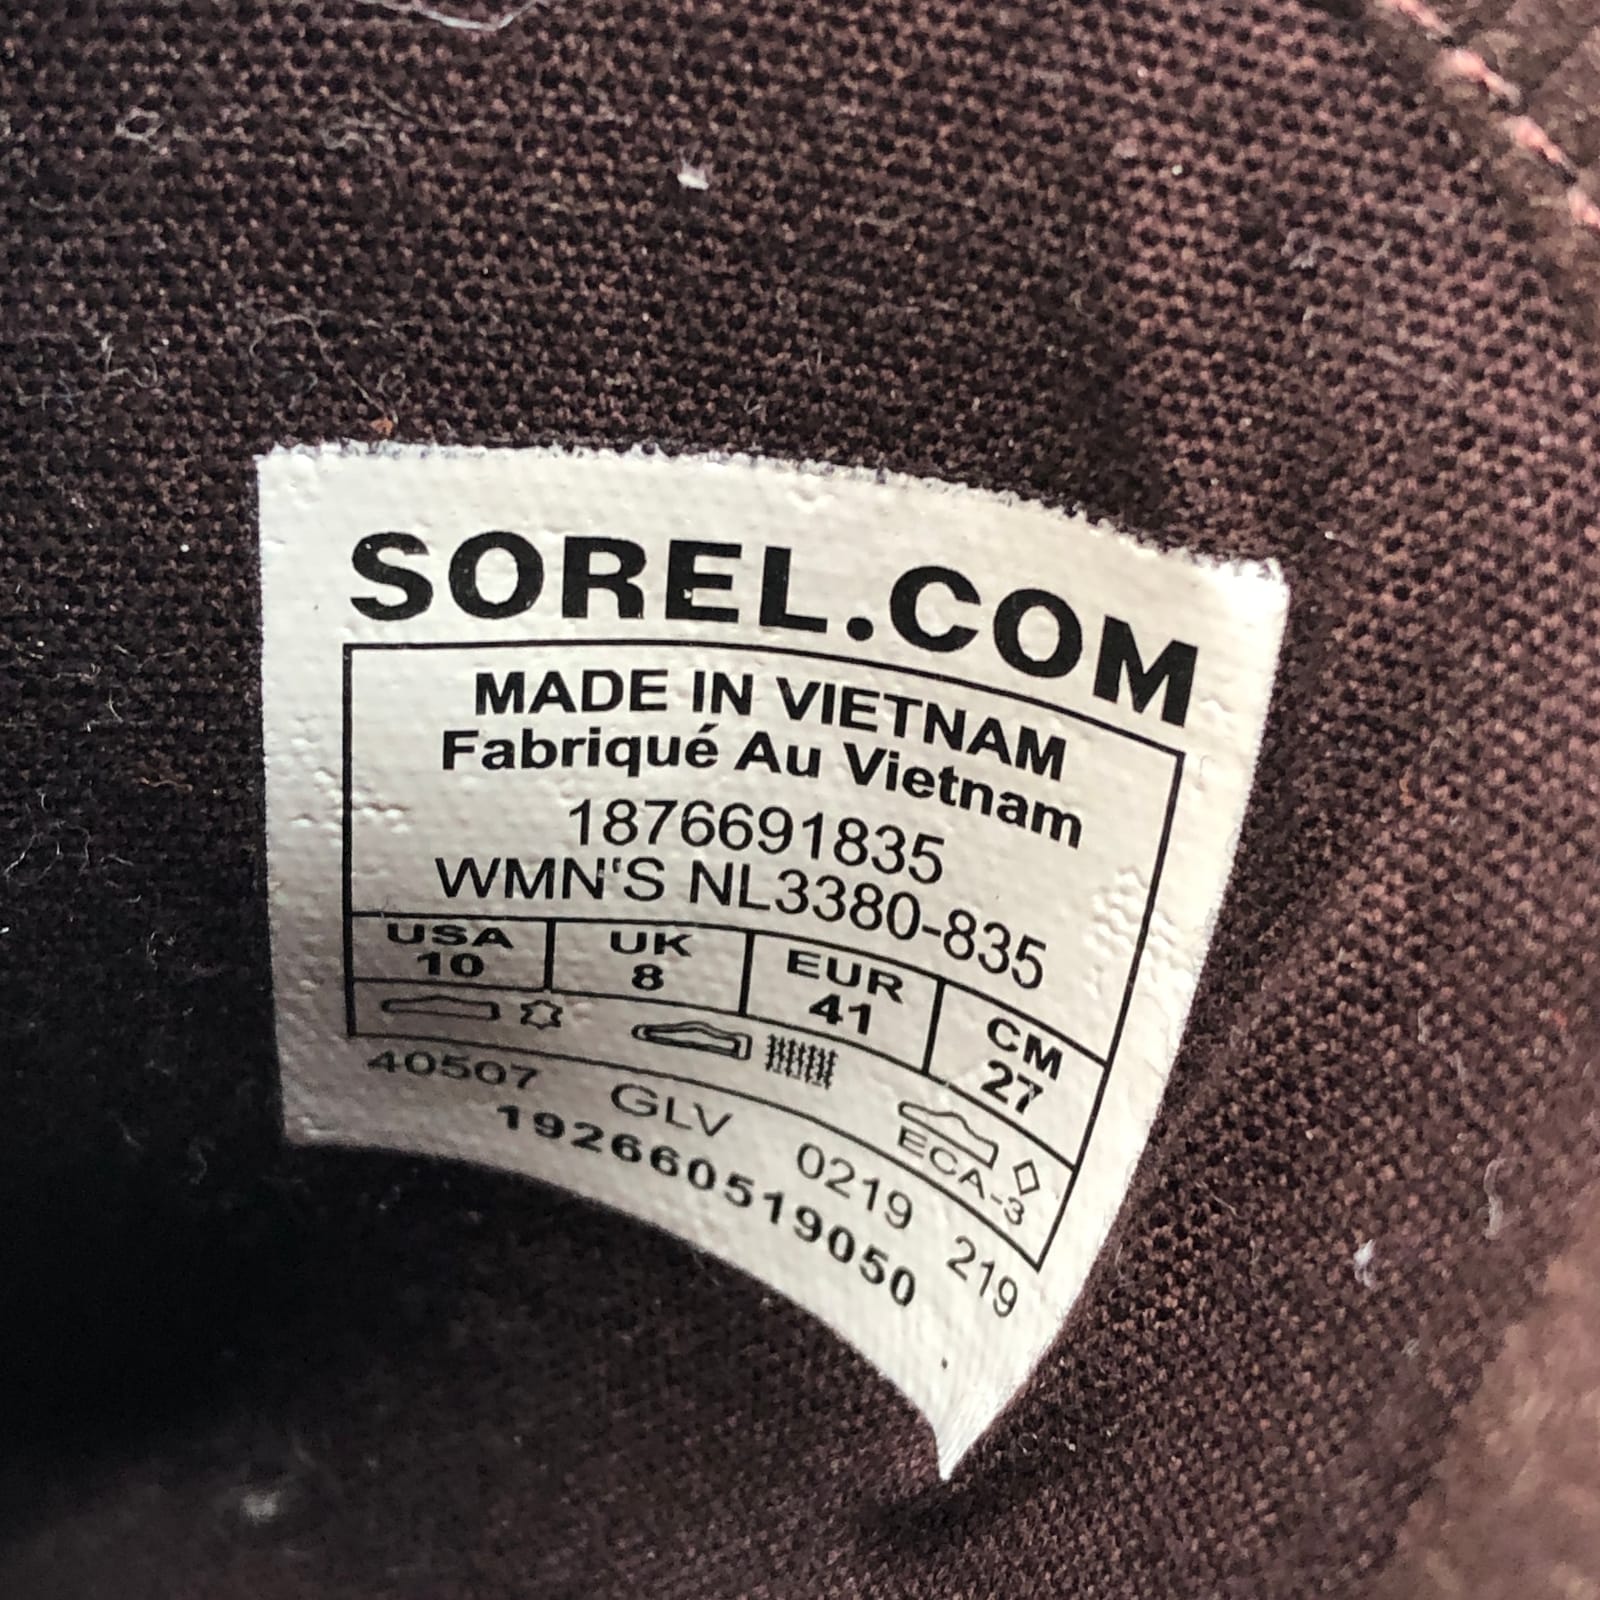 SOREL.COM
MADE IN VIETNAM
Fabriqué Au Vietnam
1876691835
WMN'S NL3380-835
USA UK EUR CM
10 8 41 27
ECA-3
40507 GLV 0219 219
192660519050